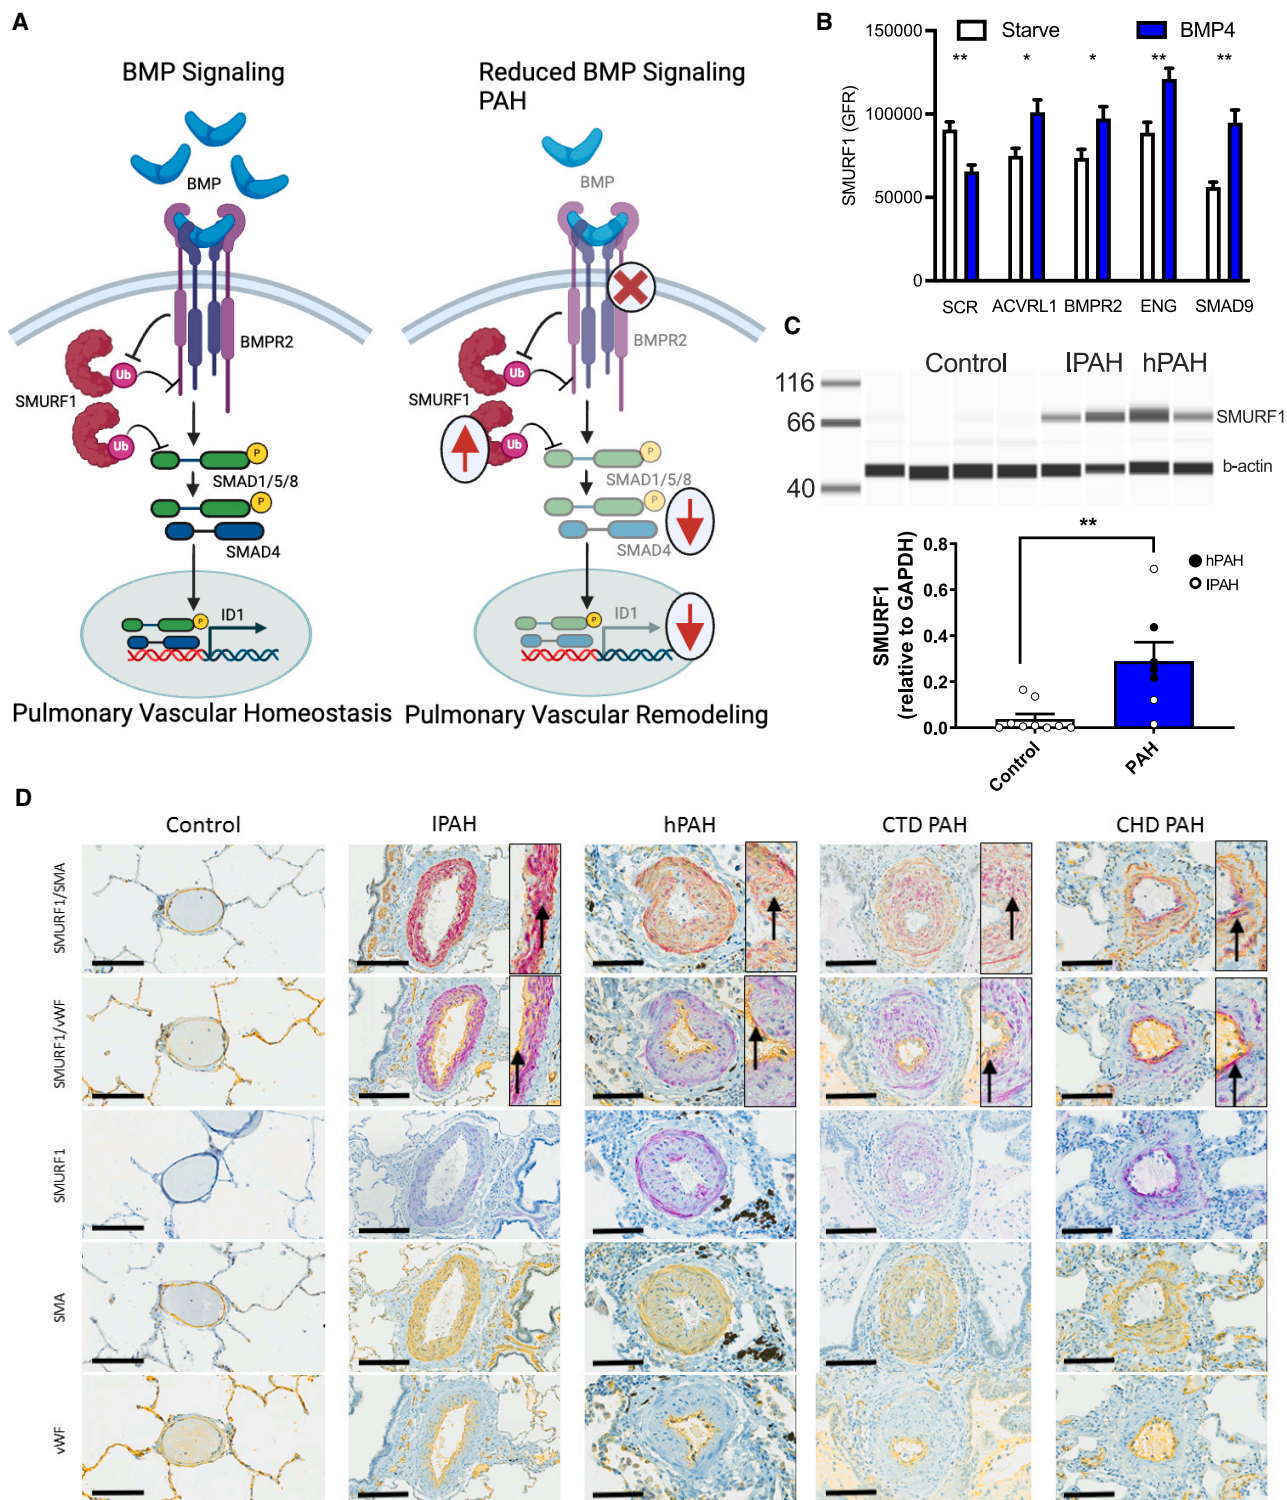 A
BMP Signaling
BMP
BMPR2
Ub
SMURF1
Ub
P
SMAD1/5/8
P
SMAD4
ID1
P
Pulmonary Vascular Homeostasis
Reduced BMP Signaling
PAH
BMP
BMPR2
Ub
SMURF1
Ub
P
SMAD1/5/8
P
SMAD4
ID1
P
Pulmonary Vascular Remodeling
B
150000
100000
50000
0
SMURF1 (GFR)
Starve
BMP4
** * * ** **
SCR ACVRL1 BMPR2 ENG SMAD9
C
Control IPAH hPAH
116
66
40
SMURF1
b-actin
**
0.8
0.6
0.4
0.2
0.0
SMURF1
(relative to GAPDH)
hPAH
IPAH
Control
PAH
D
Control IPAH hPAH CTD PAH CHD PAH
SMURF1/SMA
SMURF1/vWF
SMURF1
SMA
vWF